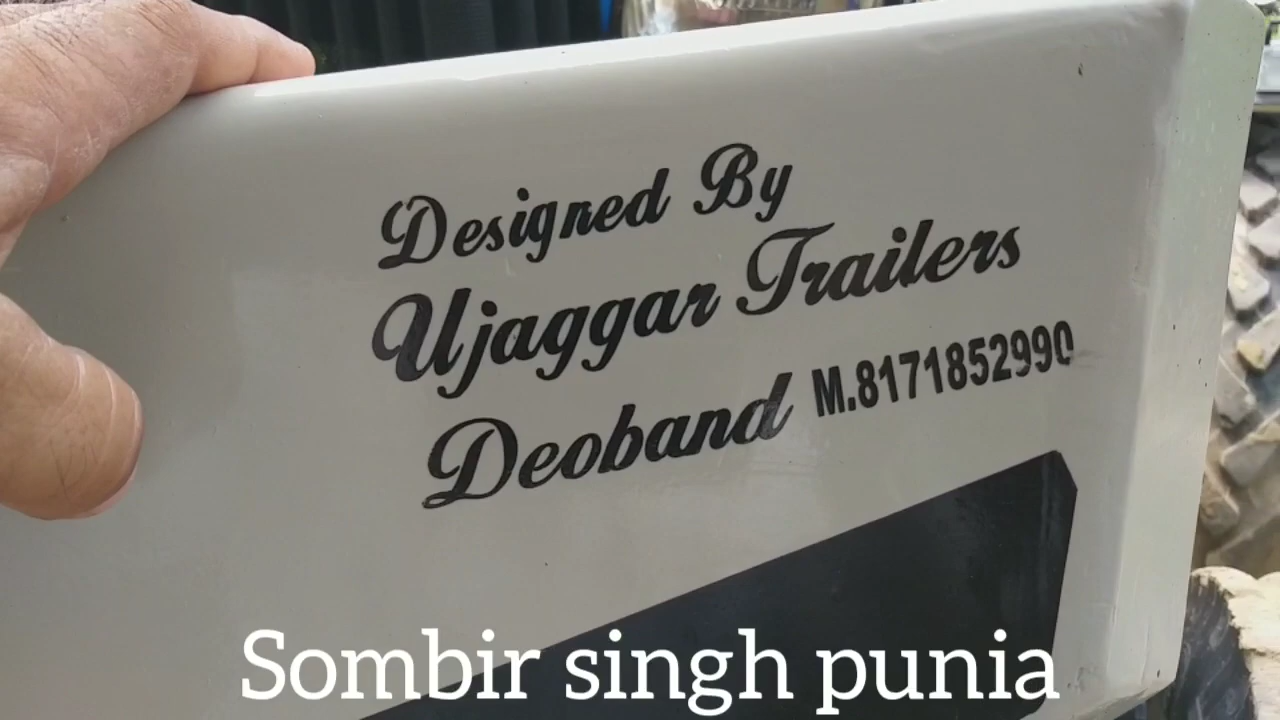 Designed By
Ujaggar Trailers
Deoband M.8171852990
Sombir singh punia